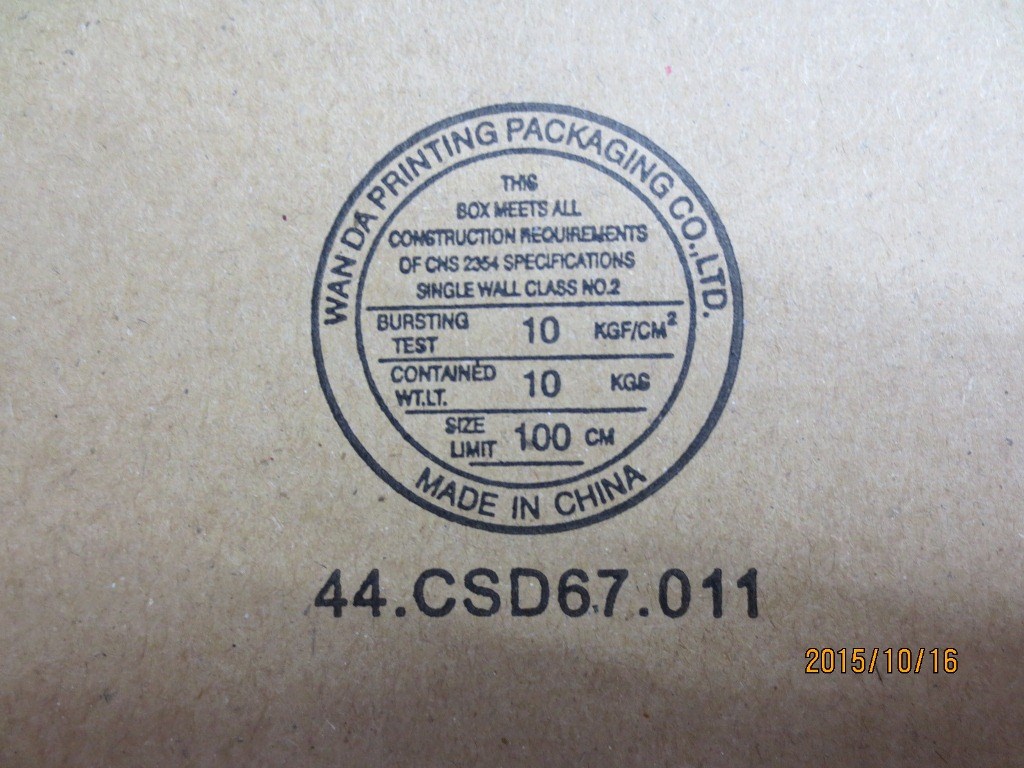 WAN DA PRINTING PACKAGING CO.,LTD.
THIS
BOX MEETS ALL
CONSTRUCTION REQUIREMENTS
OF CNS 2354 SPECIFICATIONS
SINGLE WALL CLASS NO.2
BURSTING TEST 10 KGF/CM²
CONTAINED WT.LT. 10 KGS
SIZE LIMIT 100 CM
MADE IN CHINA
44.CSD67.011
2015/10/16